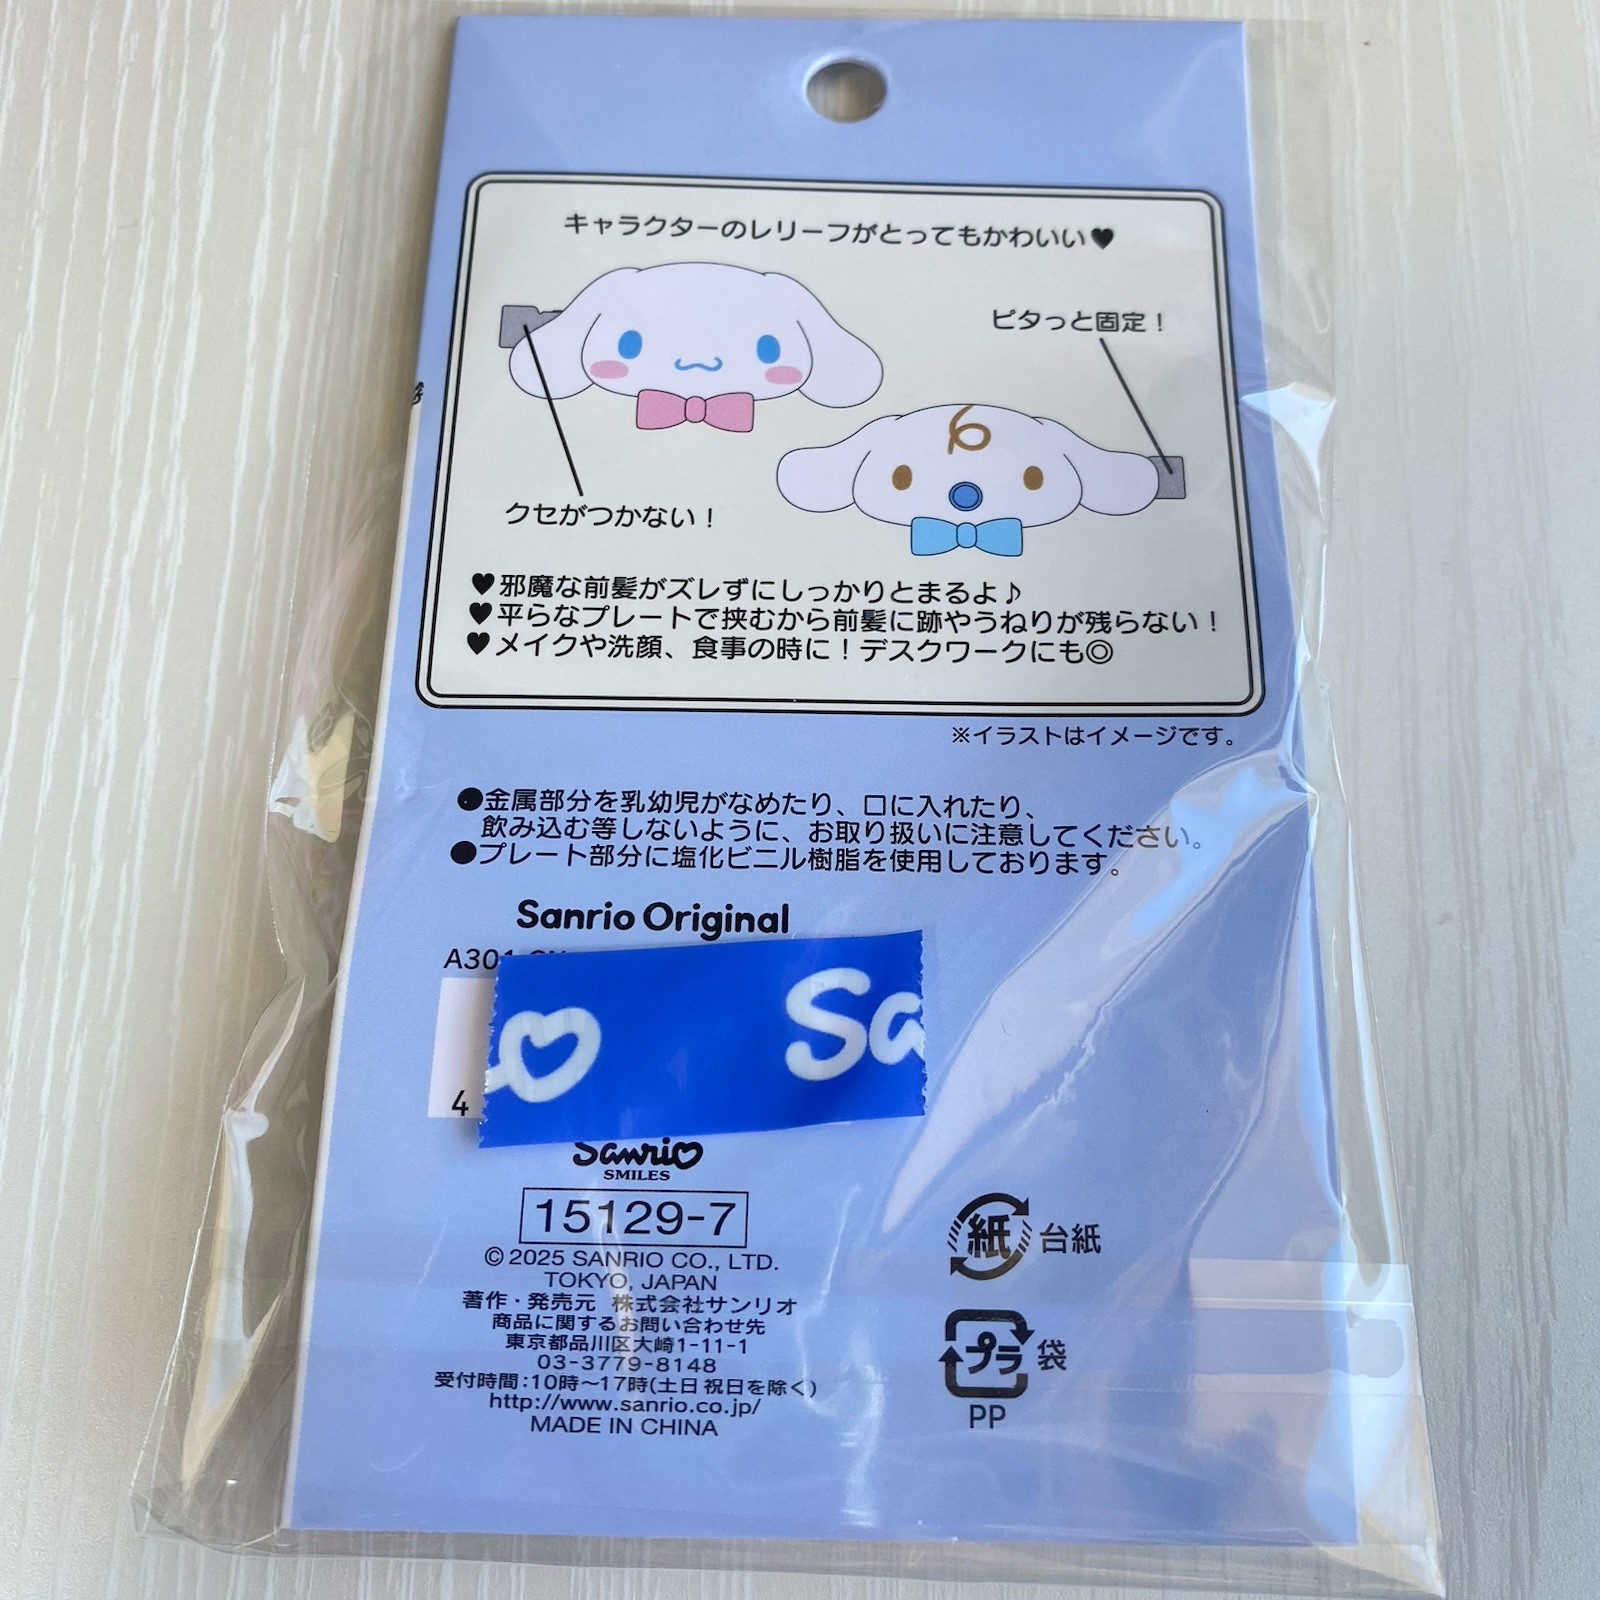 キャラクターのレリーフがとってもかわいい♥
ピタっと固定！
クセがつかない！
♥邪魔な前髪がズレずにしっかりとまるよ♪
♥平らなプレートで挟むから前髪に跡やうねりが残らない！
♥メイクや洗顔、食事の時に！デスクワークにも◎
※イラストはイメージです。
●金属部分を乳幼児がなめたり、口に入れたり、
飲み込む等しないように、お取り扱いに注意してください。
●プレート部分に塩化ビニル樹脂を使用しております。
Sanrio Original
A301
Sa
4
Sanrio
SMILES
15129-7
© 2025 SANRIO CO., LTD.
TOKYO, JAPAN
著作・発売元 株式会社サンリオ
商品に関するお問い合わせ先
東京都品川区大崎1-11-1
03-3779-8148
受付時間:10時～17時(土日祝日を除く)
http://www.sanrio.co.jp/
MADE IN CHINA
紙 台紙
プラ 袋
PP